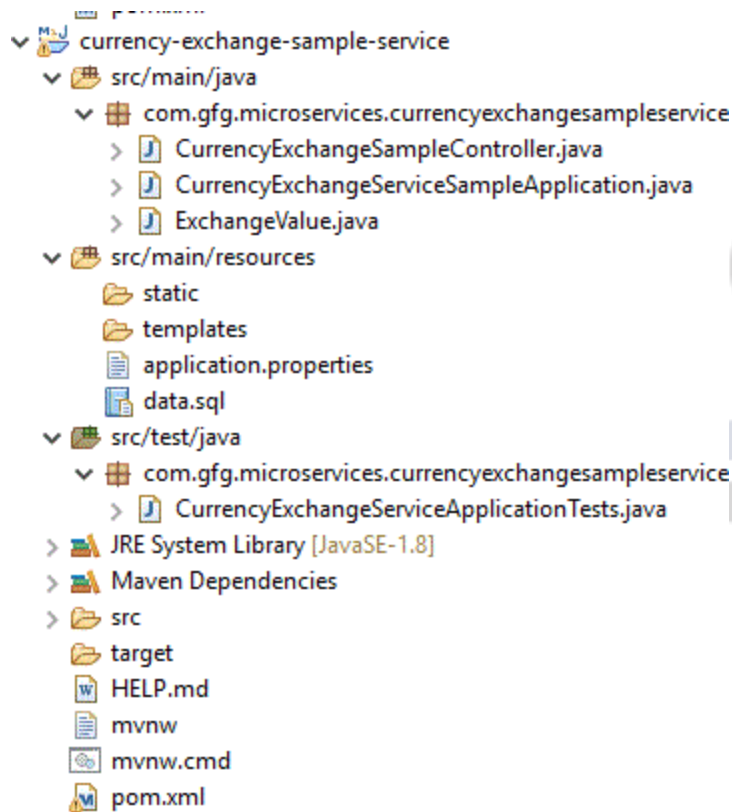 pom.xml
currency-exchange-sample-service
src/main/java
com.gfg.microservices.currencyexchangesampleservice
CurrencyExchangeSampleController.java
CurrencyExchangeServiceSampleApplication.java
ExchangeValue.java
src/main/resources
static
templates
application.properties
data.sql
src/test/java
com.gfg.microservices.currencyexchangesampleservice
CurrencyExchangeServiceApplicationTests.java
JRE System Library [JavaSE-1.8]
Maven Dependencies
src
target
HELP.md
mvnw
mvnw.cmd
pom.xml